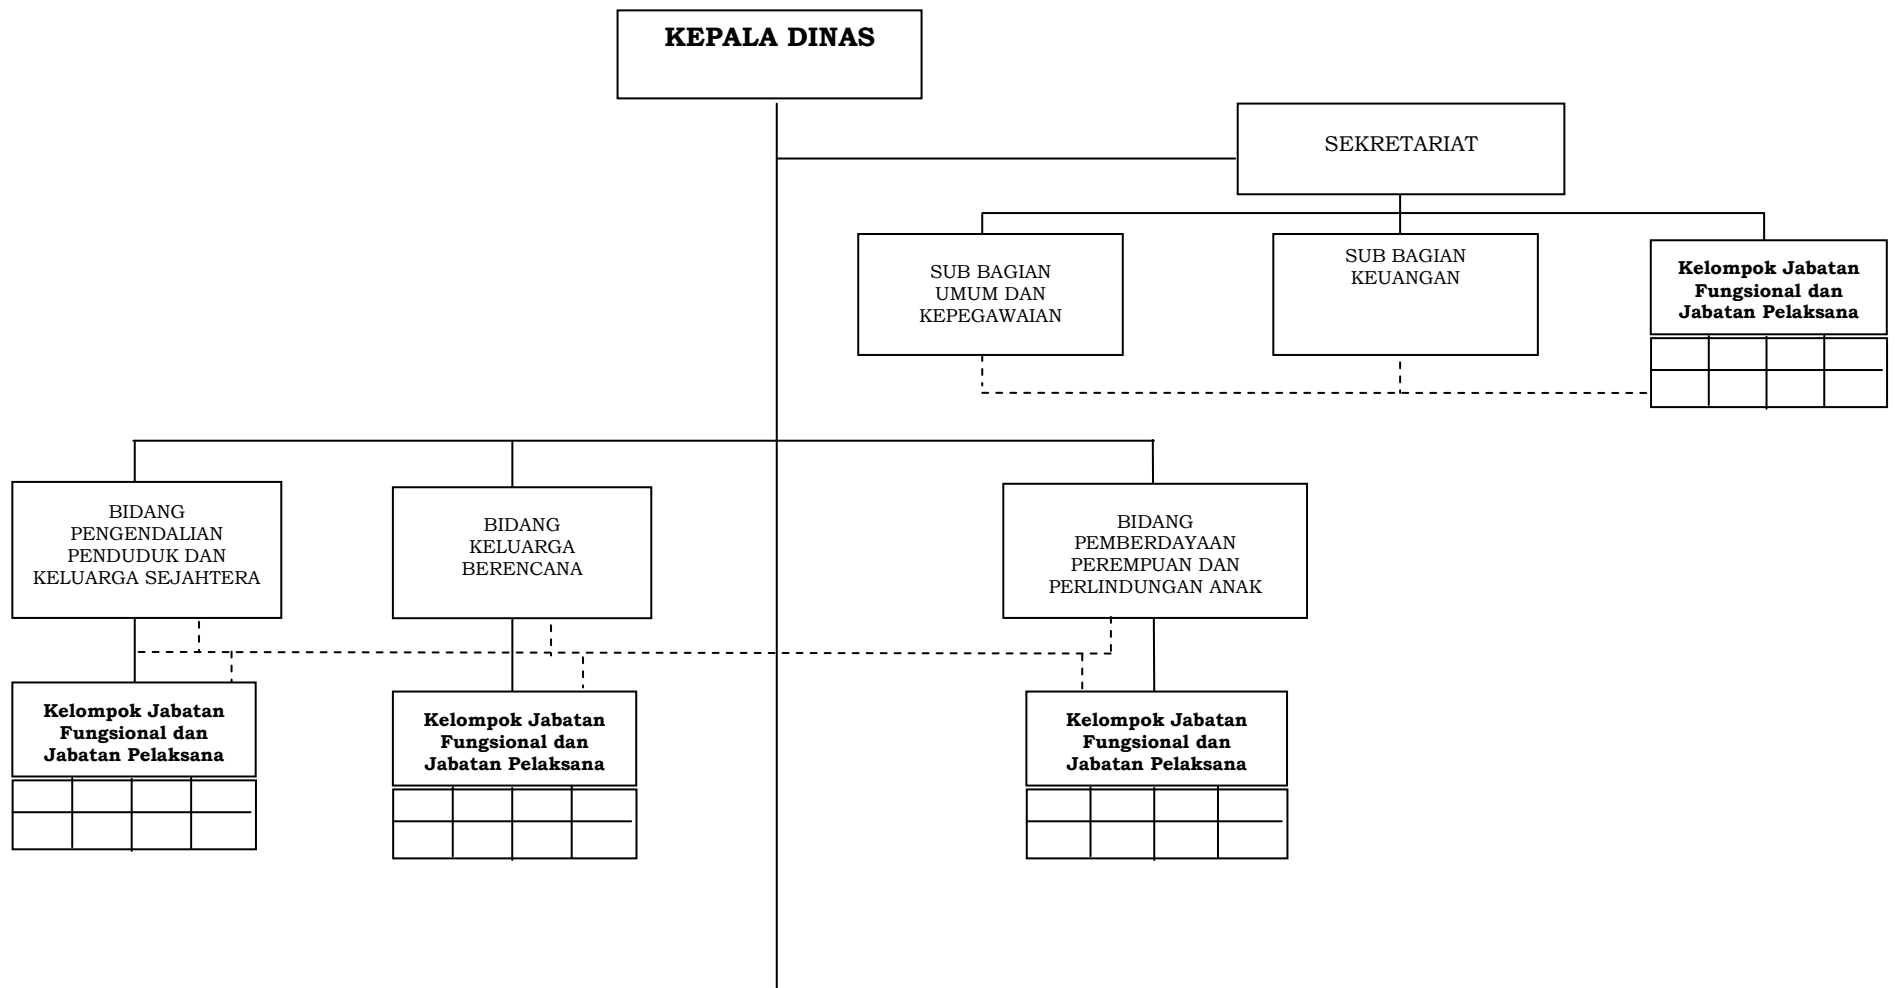 KEPALA DINAS
SEKRETARIAT
SUB BAGIAN
UMUM DAN
KEPEGAWAIAN
SUB BAGIAN
KEUANGAN
Kelompok Jabatan
Fungsional dan
Jabatan Pelaksana
BIDANG
PENGENDALIAN
PENDUDUK DAN
KELUARGA SEJAHTERA
BIDANG
KELUARGA
BERENCANA
BIDANG
PEMBERDAYAAN
PEREMPUAN DAN
PERLINDUNGAN ANAK
Kelompok Jabatan
Fungsional dan
Jabatan Pelaksana
Kelompok Jabatan
Fungsional dan
Jabatan Pelaksana
Kelompok Jabatan
Fungsional dan
Jabatan Pelaksana